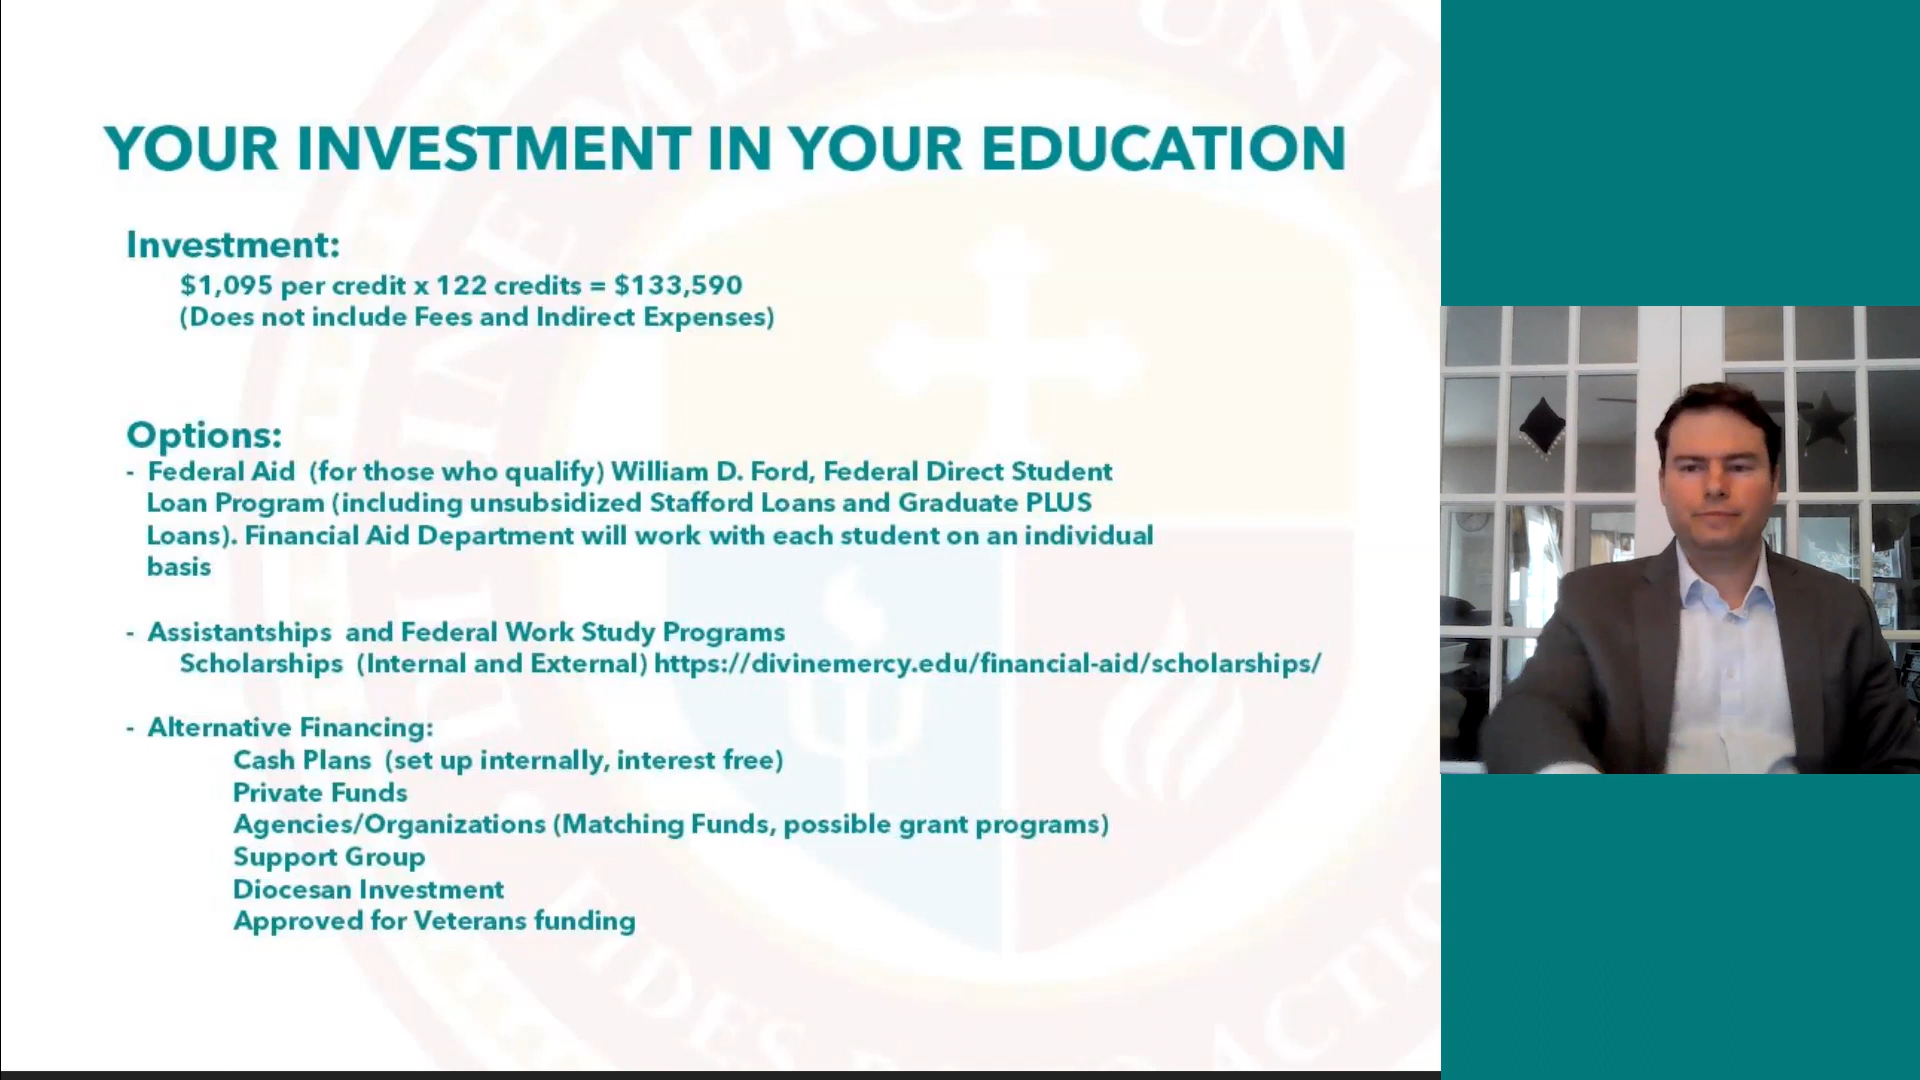 YOUR INVESTMENT IN YOUR EDUCATION
Investment:
$1,095 per credit x 122 credits = $133,590
(Does not include Fees and Indirect Expenses)
Options:
- Federal Aid (for those who qualify) William D. Ford, Federal Direct Student
Loan Program (including unsubsidized Stafford Loans and Graduate PLUS
Loans). Financial Aid Department will work with each student on an individual
basis
- Assistantships and Federal Work Study Programs
Scholarships (Internal and External) https://divinemercy.edu/financial-aid/scholarships/
- Alternative Financing:
Cash Plans (set up internally, interest free)
Private Funds
Agencies/Organizations (Matching Funds, possible grant programs)
Support Group
Diocesan Investment
Approved for Veterans funding
DIVINE MERCY UNIV
FIDES